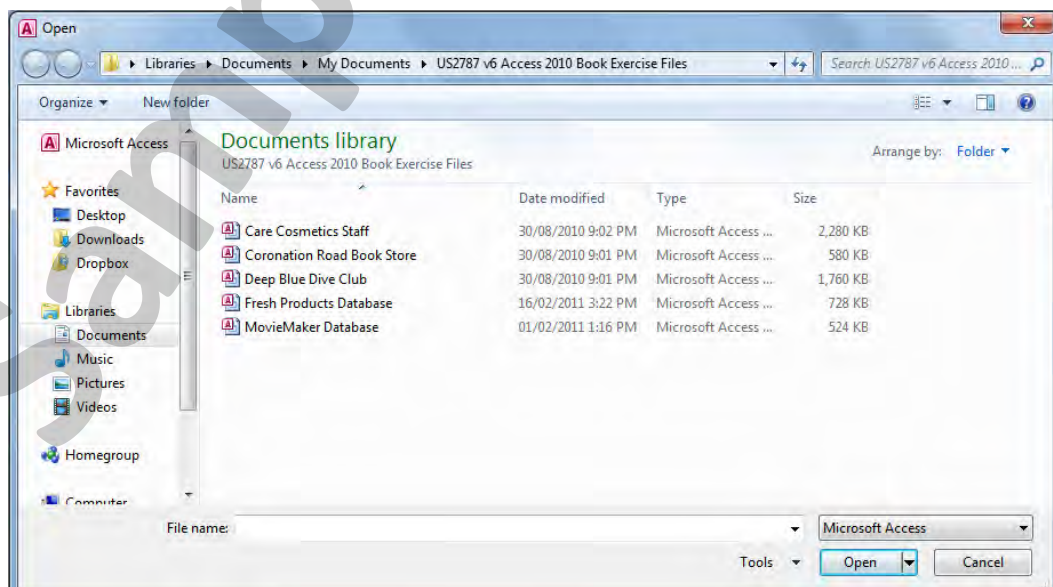 Open
Libraries Documents My Documents US2787 v6 Access 2010 Book Exercise Files
Search US2787 v6 Access 2010 ...
Organize New folder
Microsoft Access
Favorites
Desktop
Downloads
Dropbox
Libraries
Documents
Music
Pictures
Videos
Homegroup
Computer
Documents library
US2787 v6 Access 2010 Book Exercise Files
Arrange by: Folder
Name Date modified Type Size
Care Cosmetics Staff 30/08/2010 9:02 PM Microsoft Access ... 2,280 KB
Coronation Road Book Store 30/08/2010 9:01 PM Microsoft Access ... 580 KB
Deep Blue Dive Club 30/08/2010 9:01 PM Microsoft Access ... 1,760 KB
Fresh Products Database 16/02/2011 3:22 PM Microsoft Access ... 728 KB
MovieMaker Database 01/02/2011 1:16 PM Microsoft Access ... 524 KB
File name: Microsoft Access
Tools Open Cancel
Samp